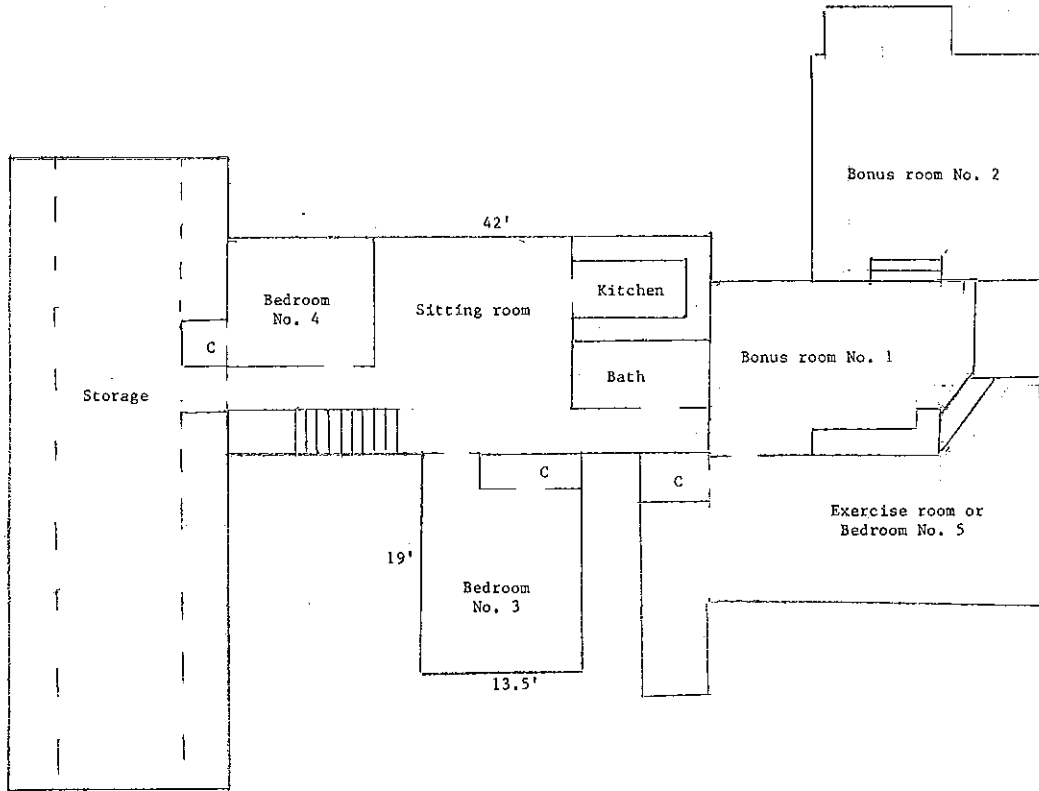 Bonus room No. 2
42'
Bedroom
No. 4
Sitting room
Kitchen
C
Bath
Bonus room No. 1
Storage
C
C
Exercise room or
Bedroom No. 5
19'
Bedroom
No. 3
13.5'